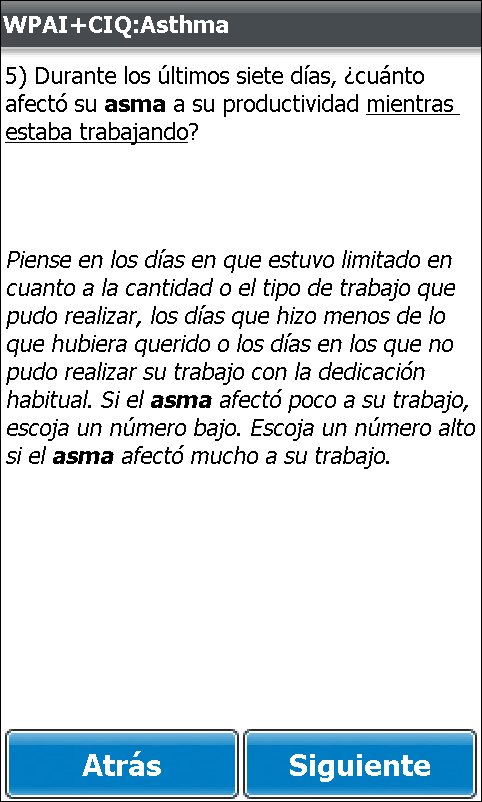 WPAI+CIQ:Asthma
5) Durante los últimos siete días, ¿cuánto
afectó su asma a su productividad mientras
estaba trabajando?
Piense en los días en que estuvo limitado en
cuanto a la cantidad o el tipo de trabajo que
pudo realizar, los días que hizo menos de lo
que hubiera querido o los días en los que no
pudo realizar su trabajo con la dedicación
habitual. Si el asma afectó poco a su trabajo,
escoja un número bajo. Escoja un número alto
si el asma afectó mucho a su trabajo.
Atrás
Siguiente